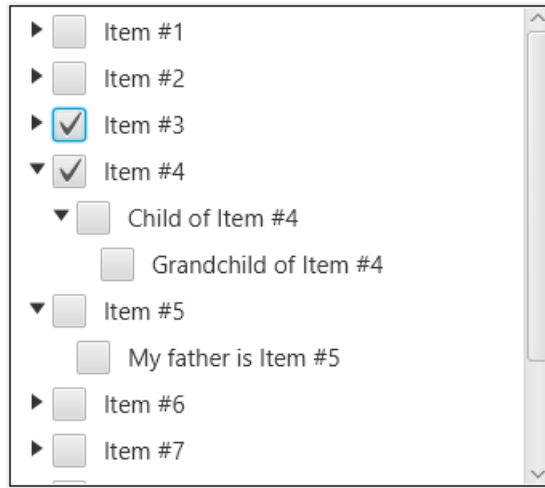 Item #1
Item #2
Item #3
Item #4
Child of Item #4
Grandchild of Item #4
Item #5
My father is Item #5
Item #6
Item #7